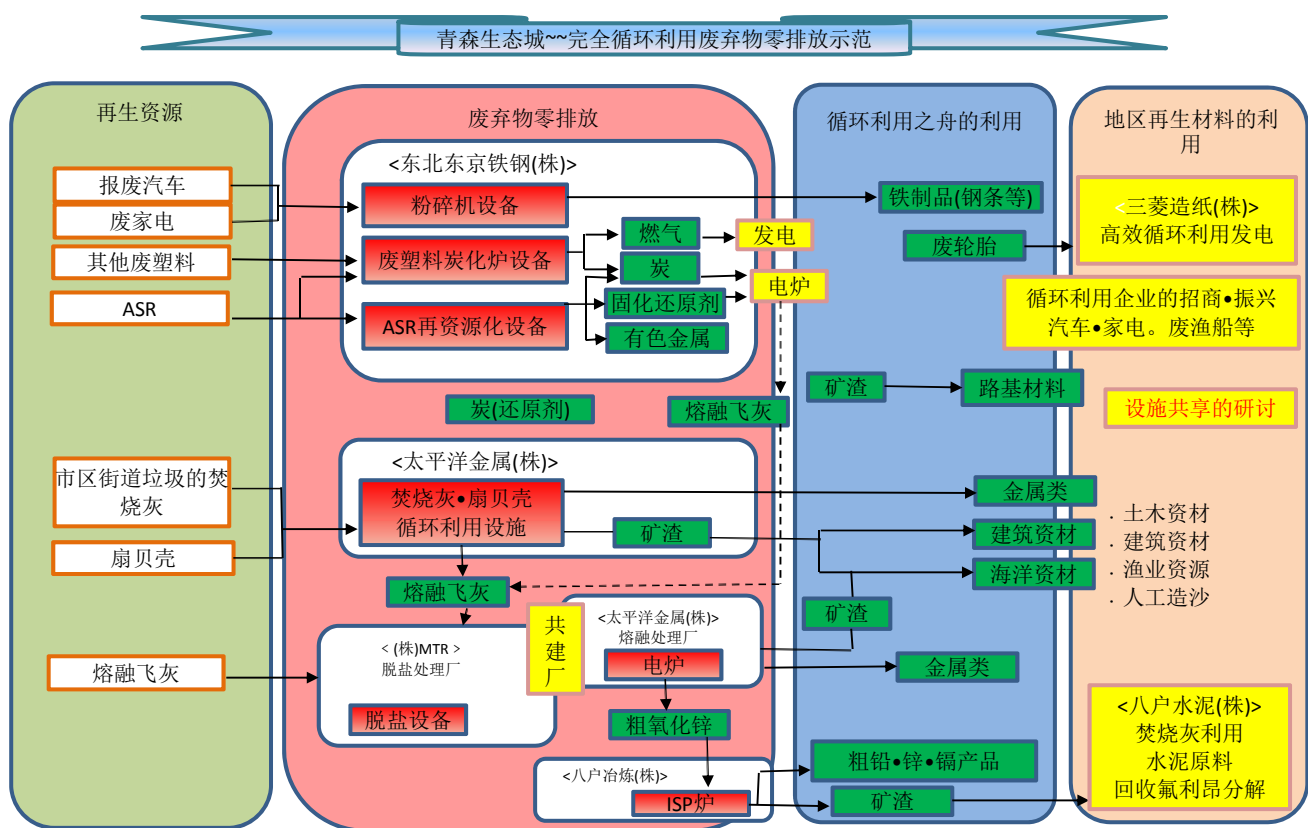 青森生态城~~完全循环利用废弃物零排放示范
再生资源
报废汽车
废家电
其他废塑料
ASR
市区街道垃圾的焚
烧灰
扇贝壳
熔融飞灰
废弃物零排放
<东北东京铁钢(株)>
粉碎机设备
废塑料炭化炉设备
ASR再资源化设备
燃气
炭
固化还原剂
有色金属
发电
电炉
炭(还原剂)
熔融飞灰
<太平洋金属(株)>
焚烧灰•扇贝壳
循环利用设施
矿渣
熔融飞灰
< (株)MTR >
脱盐处理厂
脱盐设备
共
建
厂
<太平洋金属(株)>
熔融处理厂
电炉
粗氧化锌
<八户冶炼(株)>
ISP炉
循环利用之舟的利用
铁制品(钢条等)
废轮胎
矿渣
路基材料
金属类
建筑资材
海洋资材
矿渣
金属类
粗铅•锌•镉产品
矿渣
地区再生材料的利
用
<三菱造纸(株)>
高效循环利用发电
循环利用企业的招商•振兴
汽车•家电。废渔船等
设施共享的研讨
. 土木资材
. 建筑资材
. 渔业资源
. 人工造沙
<八户水泥(株)>
焚烧灰利用
水泥原料
回收氟利昂分解